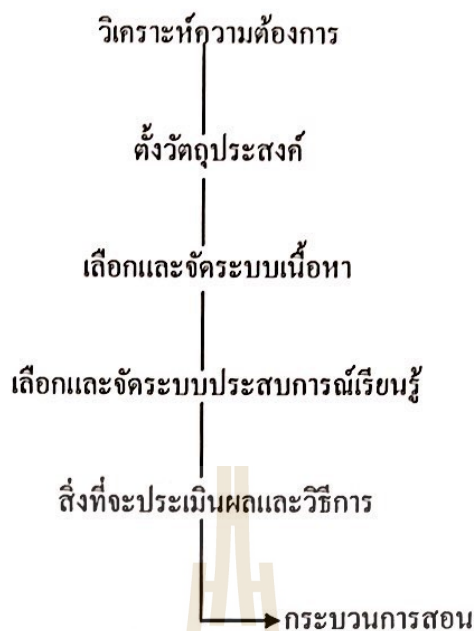 วิเคราะห์ความต้องการ
ตั้งวัตถุประสงค์
เลือกและจัดระบบเนื้อหา
เลือกและจัดระบบประสบการณ์เรียนรู้
สิ่งที่จะประเมินผลและวิธีการ
กระบวนการสอน